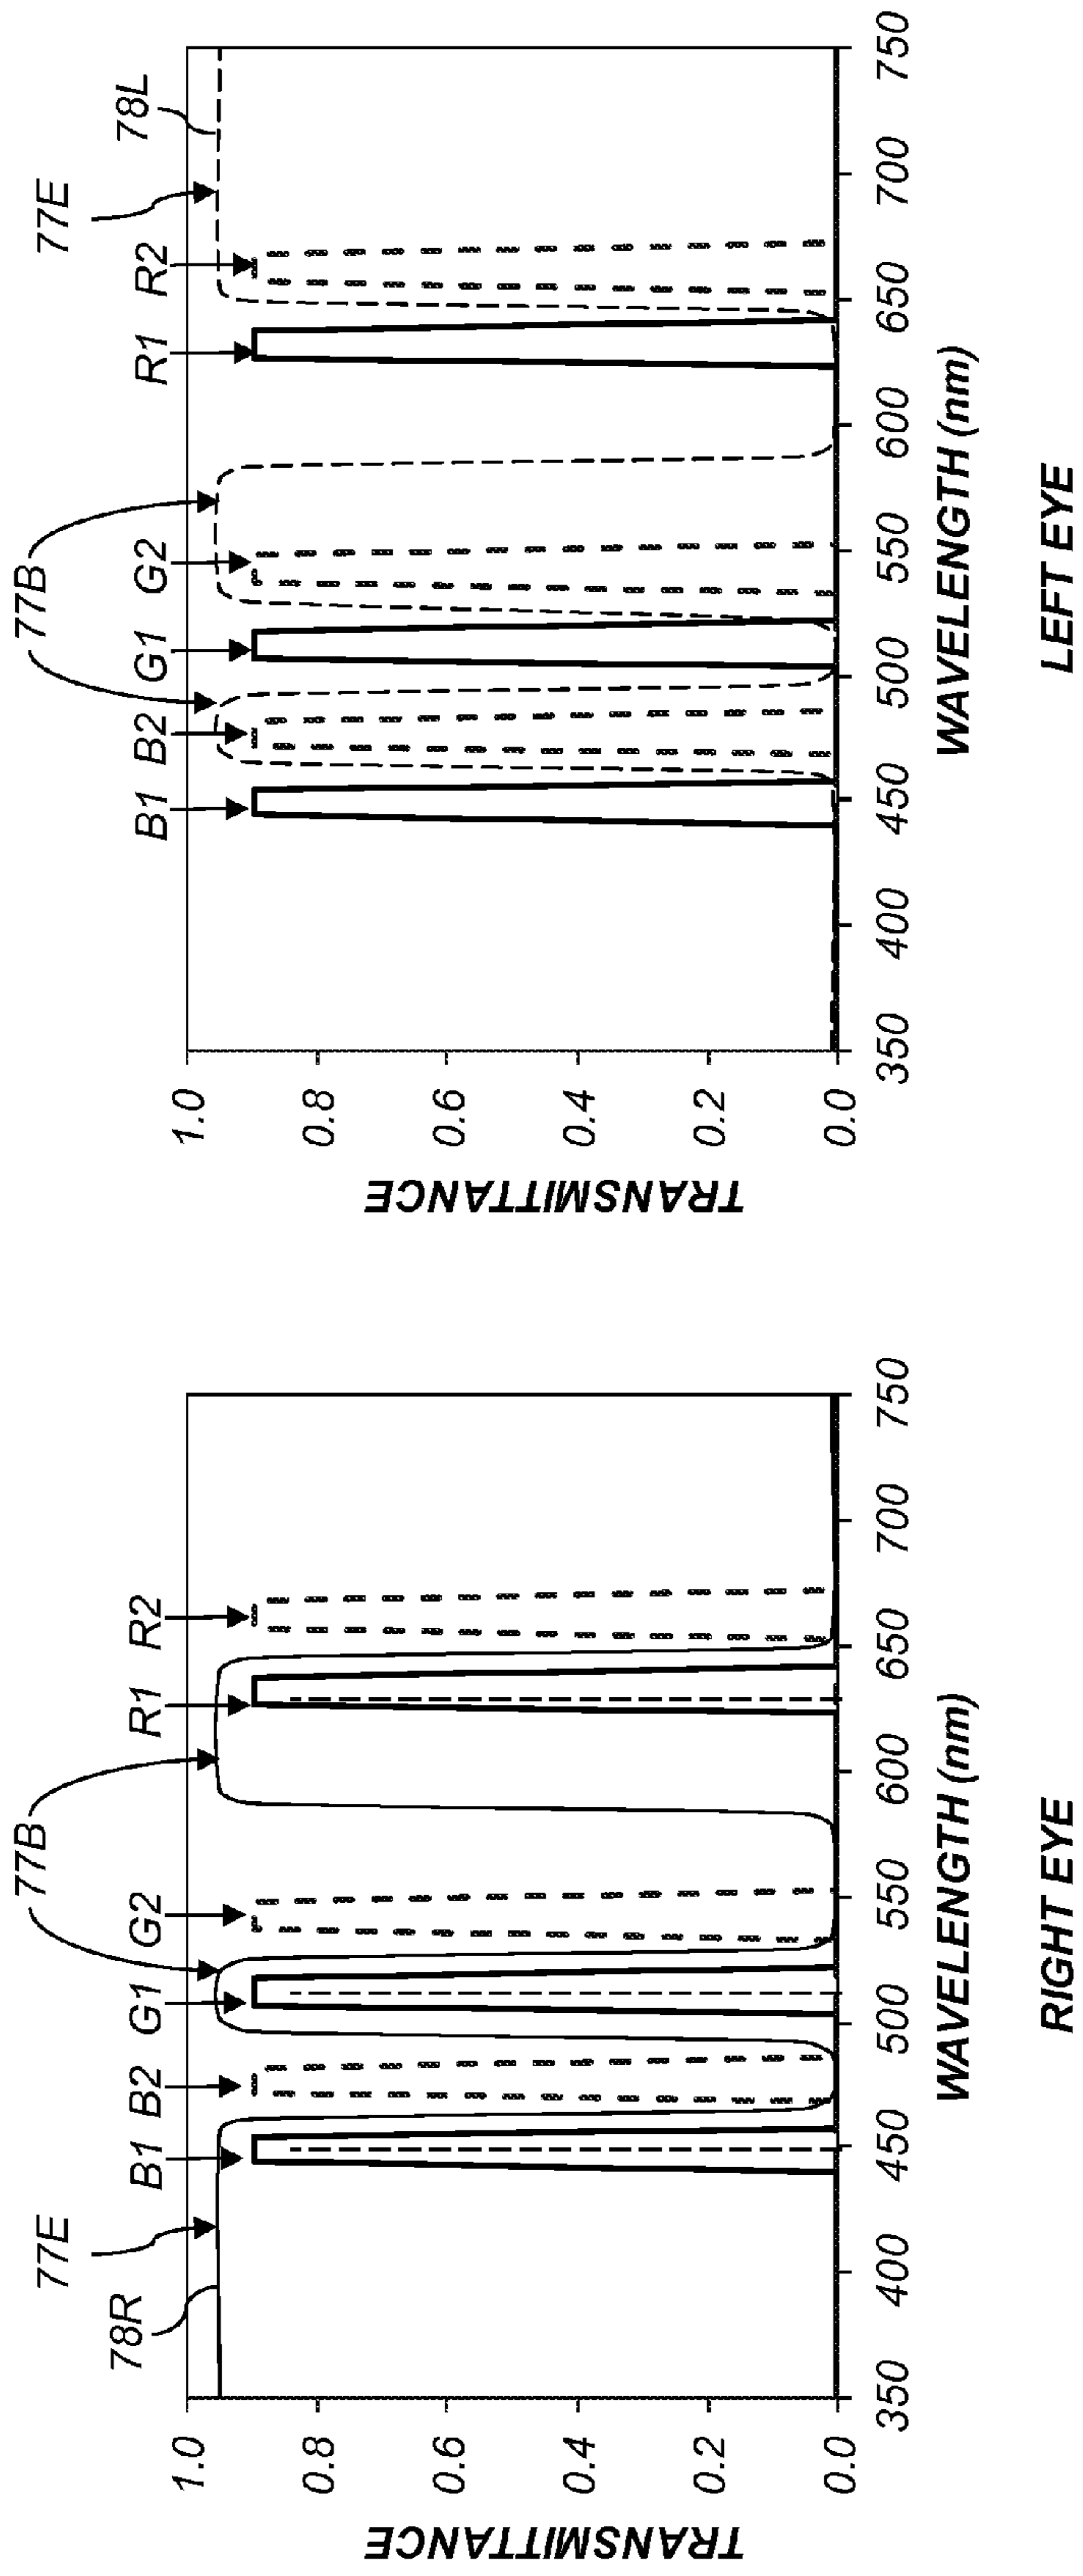 77E
77B
78R
B1 B2 G1 G2 R1 R2
1.0
0.8
0.6
0.4
0.2
0.0
TRANSMITTANCE
350 400 450 500 550 600 650 700 750
WAVELENGTH (nm)
RIGHT EYE
77B
77E
78L
B1 B2 G1 G2 R1 R2
1.0
0.8
0.6
0.4
0.2
0.0
TRANSMITTANCE
350 400 450 500 550 600 650 700 750
WAVELENGTH (nm)
LEFT EYE